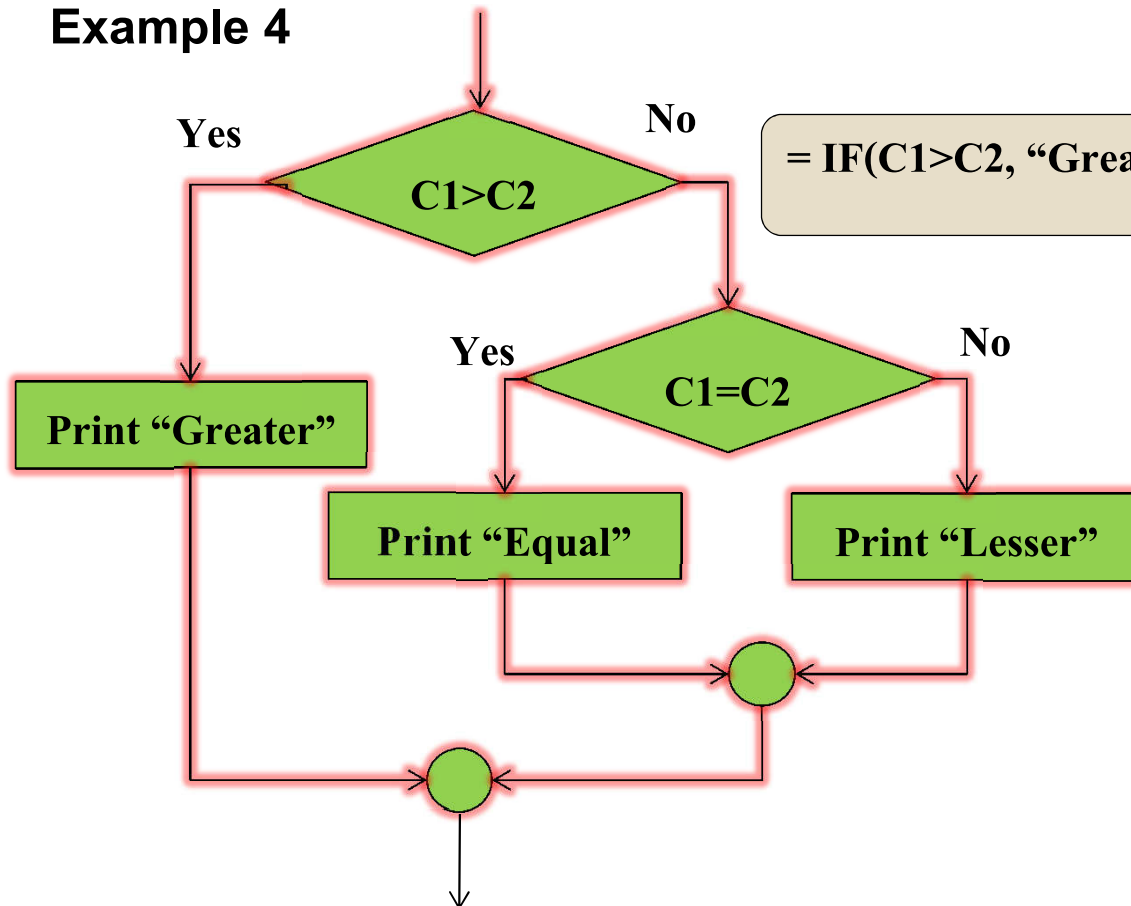 Example 4
Yes
No
C1>C2
= IF(C1>C2, “Grea
Yes
No
C1=C2
Print “Greater”
Print “Equal”
Print “Lesser”